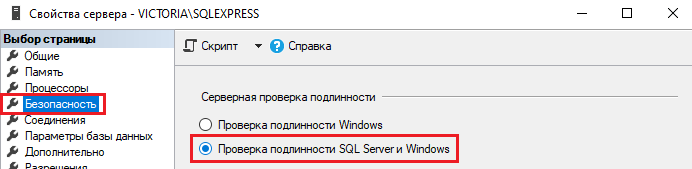 Свойства сервера - VICTORIA\SQLEXPRESS
Выбор страницы
Общие
Память
Процессоры
Безопасность
Соединения
Параметры базы данных
Дополнительно
Разрешения
Скрипт
Справка
Серверная проверка подлинности
Проверка подлинности Windows
Проверка подлинности SQL Server и Windows